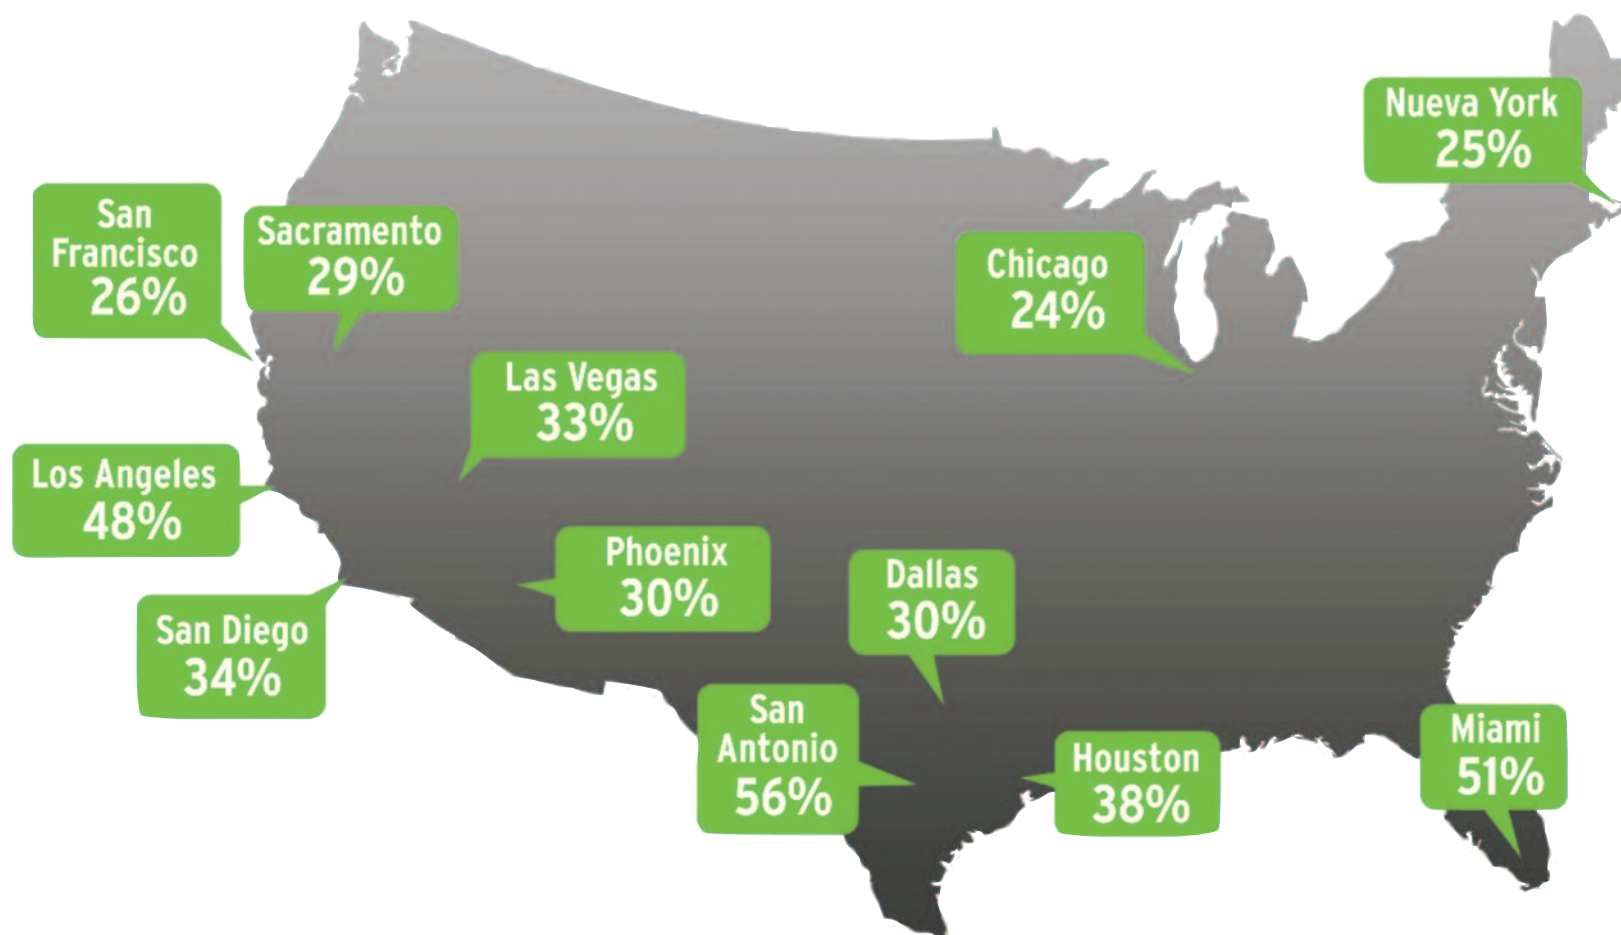 Nueva York
25%
San
Francisco
26%
Sacramento
29%
Chicago
24%
Las Vegas
33%
Los Angeles
48%
Phoenix
30%
Dallas
30%
San Diego
34%
San
Antonio
56%
Houston
38%
Miami
51%